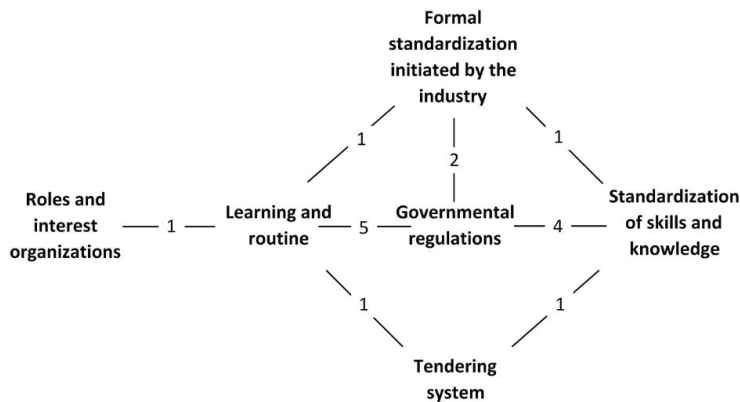 Formal
standardization
initiated by the
industry
1
1
2
Roles and
interest
organizations
1
Learning and
routine
5
Governmental
regulations
4
Standardization
of skills and
knowledge
1
1
Tendering
system